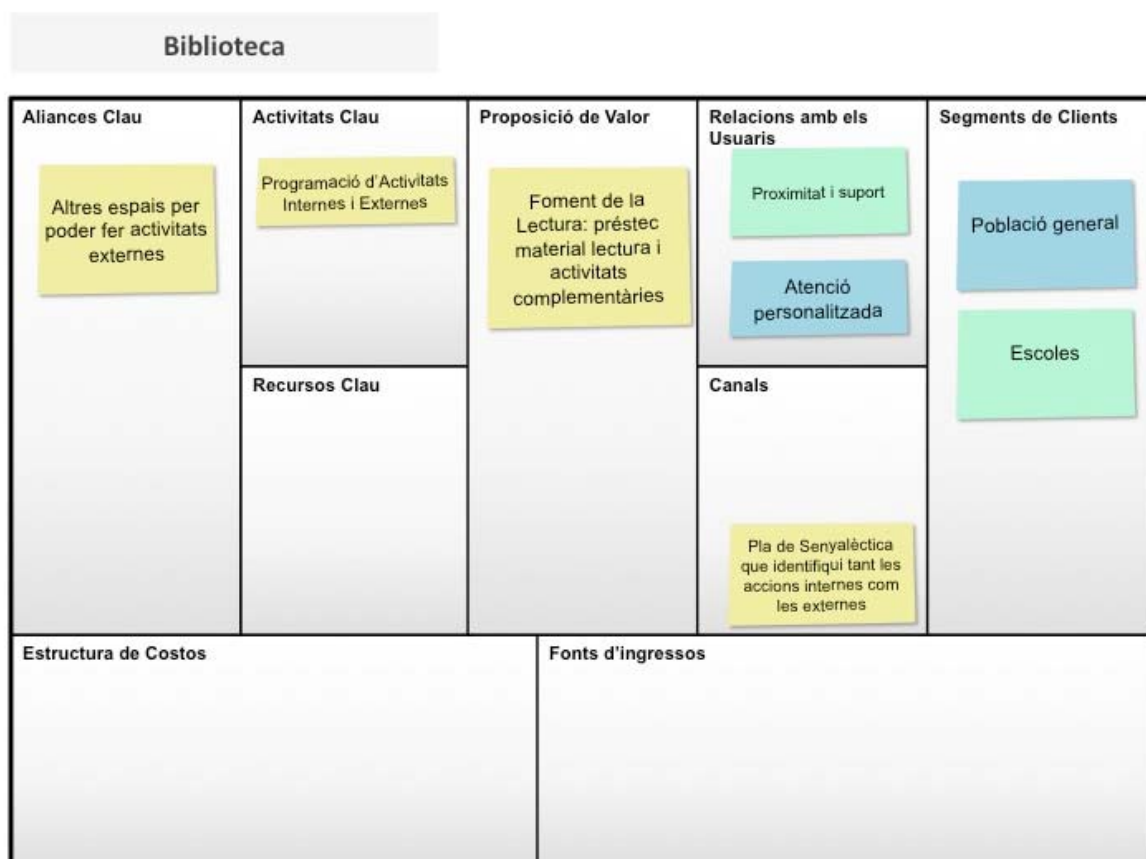 Biblioteca
Aliances Clau
Altres espais per
poder fer activitats
externes
Activitats Clau
Programació d'Activitats
Internes i Externes
Recursos Clau
Proposició de Valor
Foment de la
Lectura: préstec
material lectura i
activitats
complementàries
Relacions amb els
Usuaris
Proximitat i suport
Atenció
personalitzada
Canals
Pla de Senyalèctica
que identifiqui tant les
accions internes com
les externes
Segments de Clients
Població general
Escoles
Estructura de Costos
Fonts d'ingressos